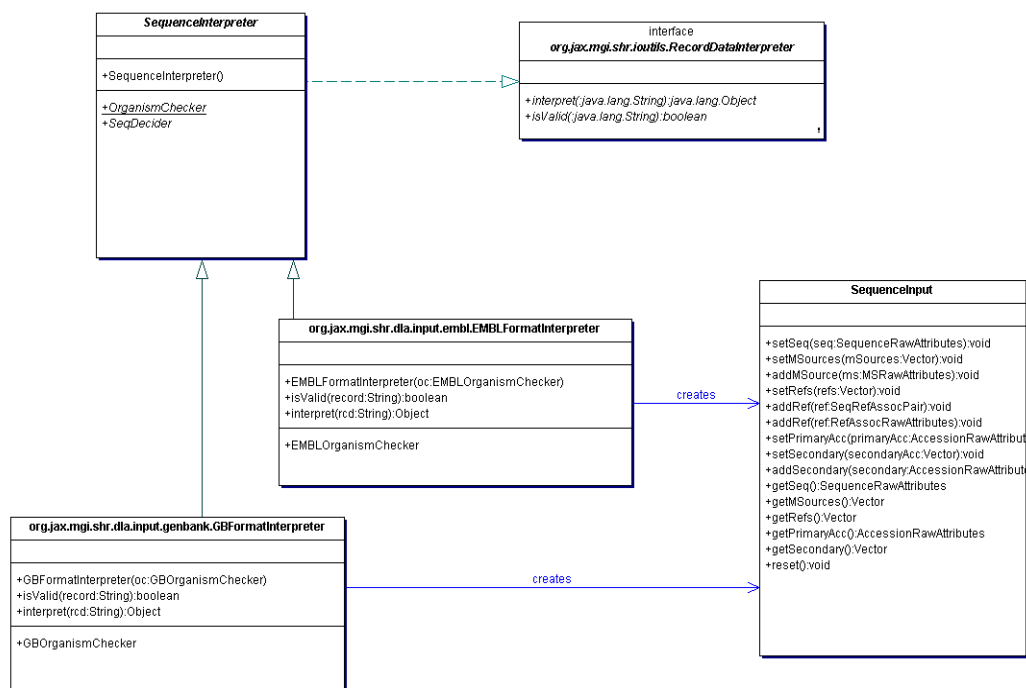 SequenceInterpreter
+SequenceInterpreter()
+OrganismChecker
+SeqDecider
interface
org.jax.mgi.shr.ioutils.RecordDataInterpreter
+interpret(:java.lang.String):java.lang.Object
+isValid(:java.lang.String):boolean
org.jax.mgi.shr.dla.input.embl.EMBLFormatInterpreter
+EMBLFormatInterpreter(oc:EMBLOrganismChecker)
+isValid(record:String):boolean
+interpret(rcd:String):Object
+EMBLOrganismChecker
creates
SequenceInput
+setSeq(seq:SequenceRawAttributes):void
+setMSources(mSources:Vector):void
+addMSource(ms:MSRawAttributes):void
+setRefs(refs:Vector):void
+addRef(ref:SeqRefAssocPair):void
+addRef(ref:RefAssocRawAttributes):void
+setPrimaryAcc(primaryAcc:AccessionRawAttribut
+setSecondary(secondaryAcc:Vector):void
+addSecondary(secondary:AccessionRawAttribute
+getSeq():SequenceRawAttributes
+getMSources():Vector
+getRefs():Vector
+getPrimaryAcc():AccessionRawAttributes
+getSecondary():Vector
+reset():void
org.jax.mgi.shr.dla.input.genbank.GBFormatInterpreter
+GBFormatInterpreter(oc:GBOrganismChecker)
+isValid(record:String):boolean
+interpret(rcd:String):Object
+GBOrganismChecker
creates